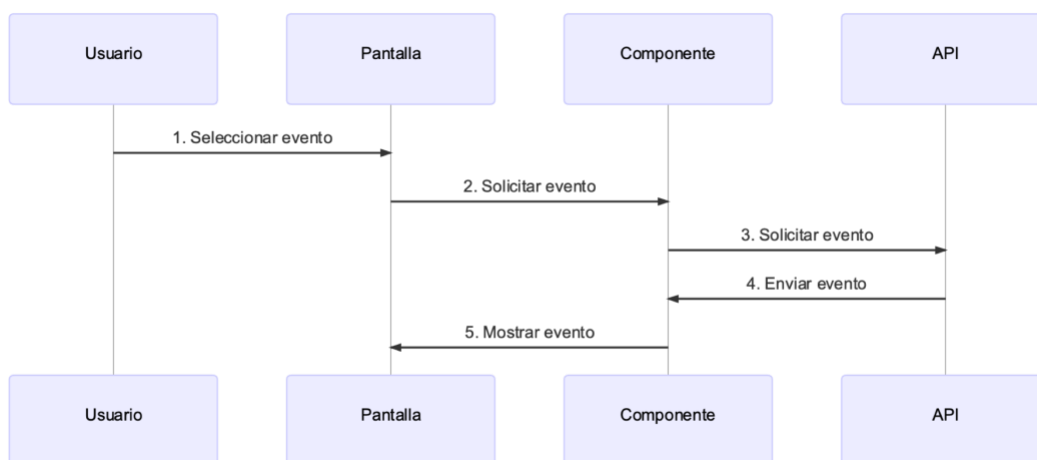 Usuario
Pantalla
Componente
API
1. Seleccionar evento
2. Solicitar evento
3. Solicitar evento
4. Enviar evento
5. Mostrar evento
Usuario
Pantalla
Componente
API